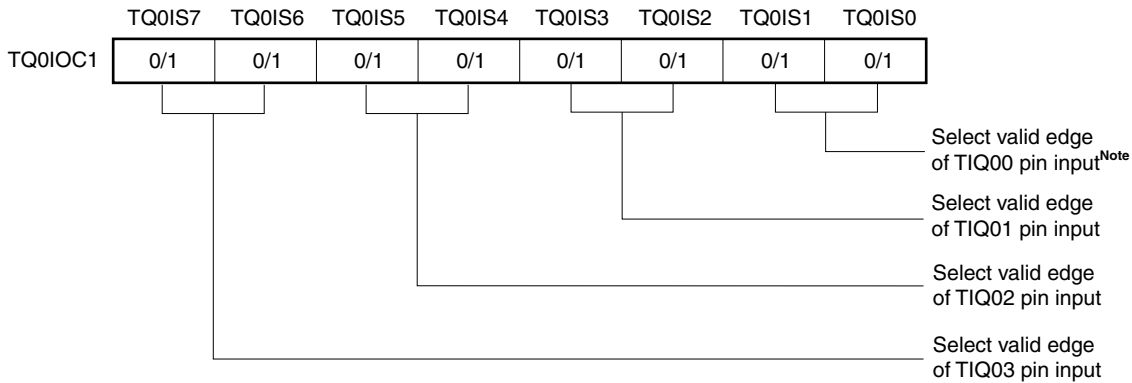 TQ0IS7 TQ0IS6 TQ0IS5 TQ0IS4 TQ0IS3 TQ0IS2 TQ0IS1 TQ0IS0
TQ0IOC1 0/1 0/1 0/1 0/1 0/1 0/1 0/1 0/1
Select valid edge
of TIQ00 pin inputNote
Select valid edge
of TIQ01 pin input
Select valid edge
of TIQ02 pin input
Select valid edge
of TIQ03 pin input